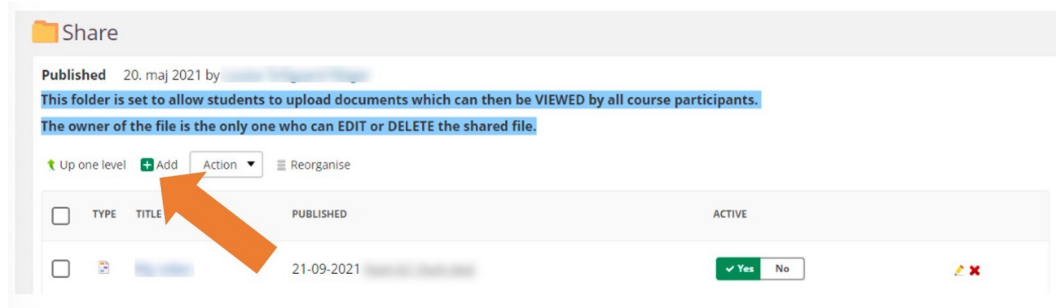 Share
Published 20. maj 2021 by
This folder is set to allow students to upload documents which can then be VIEWED by all course participants.
The owner of the file is the only one who can EDIT or DELETE the shared file.
Up one level Add Action ▼ Reorganise
TYPE TITLE PUBLISHED ACTIVE
21-09-2021 Yes No